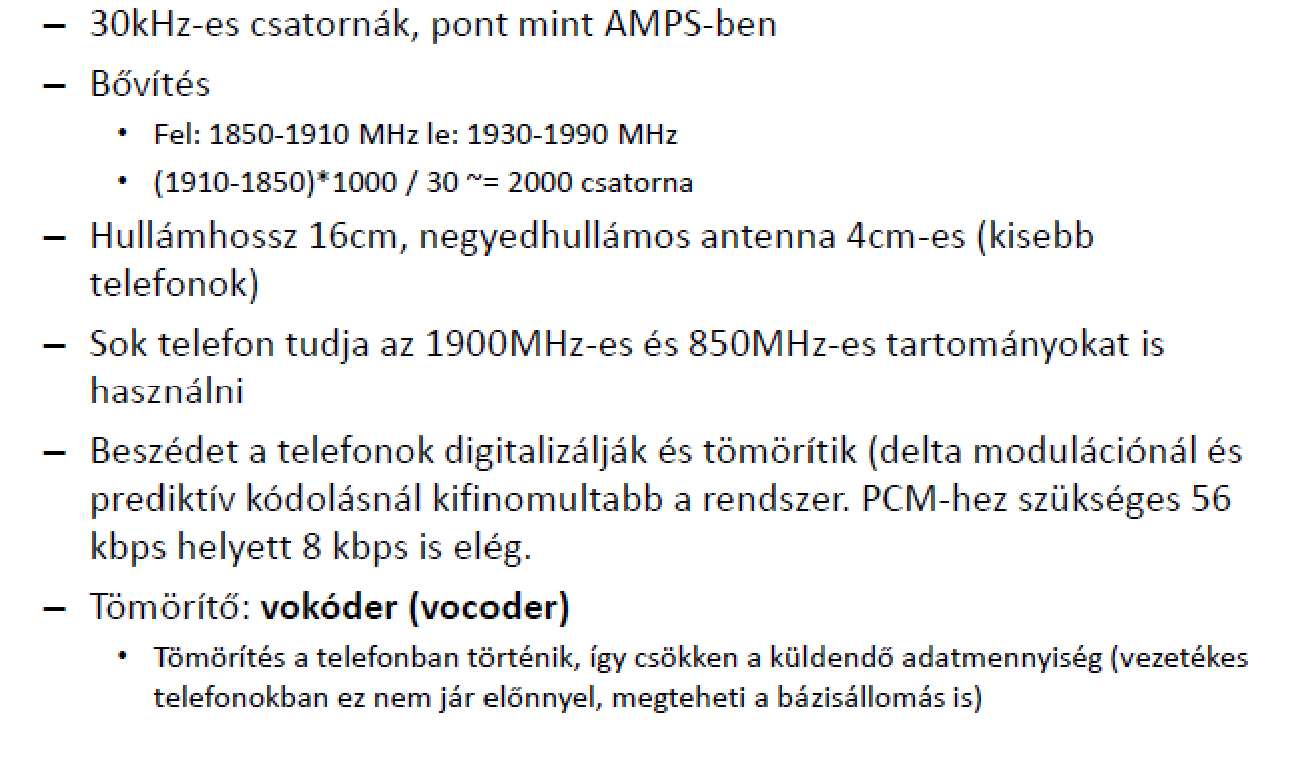 – 30kHz-es csatornák, pont mint AMPS-ben
– Bővítés
• Fel: 1850-1910 MHz le: 1930-1990 MHz
• (1910-1850)*1000 / 30 ~= 2000 csatorna
– Hullámhossz 16cm, negyedhullámos antenna 4cm-es (kisebb
telefonok)
– Sok telefon tudja az 1900MHz-es és 850MHz-es tartományokat is
használni
– Beszédet a telefonok digitalizálják és tömörítik (delta modulációnál és
prediktív kódolásnál kifinomultabb a rendszer. PCM-hez szükséges 56
kbps helyett 8 kbps is elég.
– Tömörítő: vokóder (vocoder)
• Tömörítés a telefonban történik, így csökken a küldendő adatmennyiség (vezetékes
telefonokban ez nem jár előnnyel, megteheti a bázisállomás is)